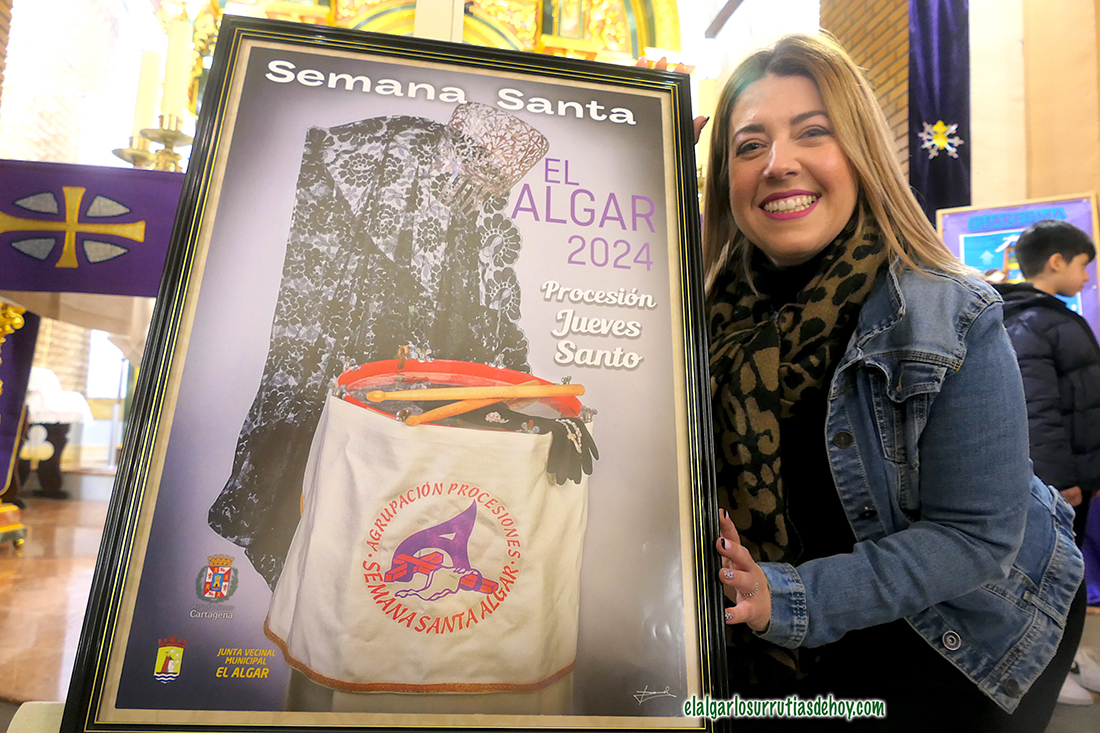 Semana Santa
EL
ALGAR
2024
Procesión
Jueves
Santo
AGRUPACIÓN PROCESIONES
SEMANA SANTA ALGAR
Cartagena
JUNTA VECINAL
MUNICIPAL
EL ALGAR
elalgarlosurrutiasdehoy.com